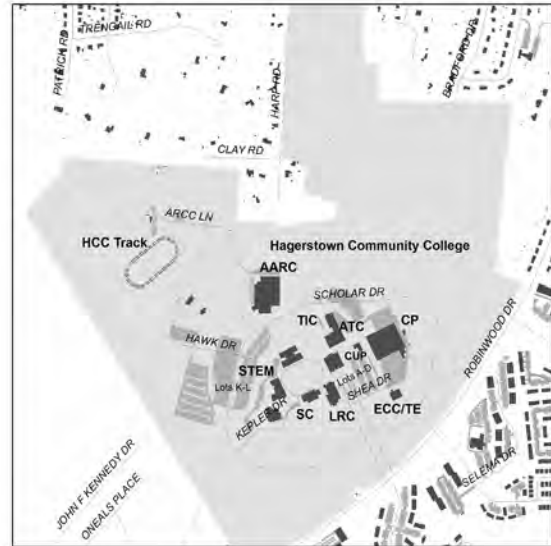 TRENGAIL RD
PATRICK RD
HARP RD
BRADFORD CIR
CLAY RD
ARCC LN
HCC Track
Hagerstown Community College
AARC
SCHOLAR DR
TIC
ATC
CP
ROBINWOOD DR
HAWK DR
STEM
CUP
Lots K-L
Lots A-D
SHEA DR
KEPLER DR
SC
LRC
ECC/TE
SELEMA DR
JOHN F KENNEDY DR
ONEALS PLACE